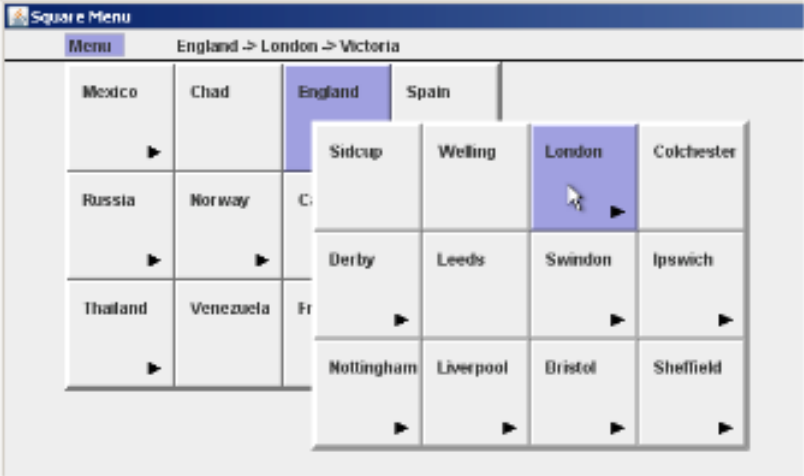 Square Menu
Menu England -> London -> Victoria
Mexico Chad England Spain
Sidcup Welling London Colchester
Russia Norway
Derby Leeds Swindon Ipswich
Thailand Venezuela
Nottingham Liverpool Bristol Sheffield